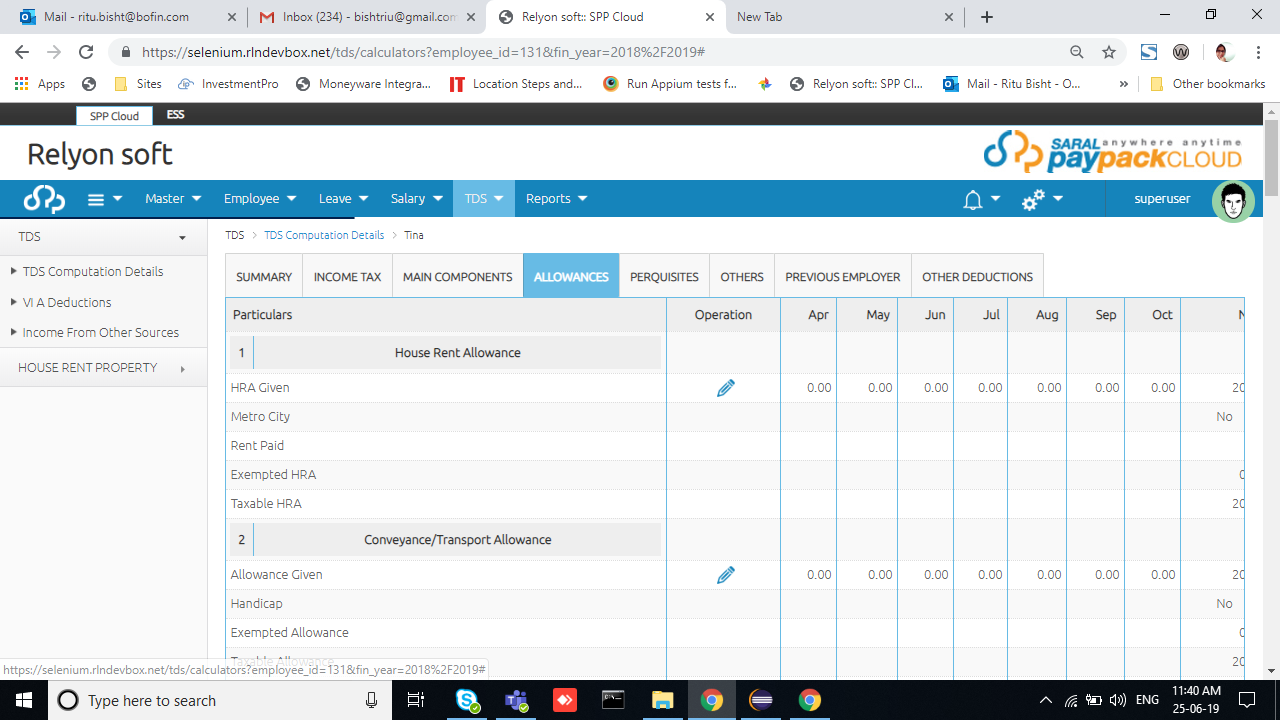 Mail - ritu.bisht@bofin.com
Inbox (234) - bishtriu@gmail.com
Relyon soft:: SPP Cloud
New Tab
https://selenium.rlndevbox.net/tds/calculators?employee_id=131&fin_year=2018%2F2019#
Apps
Sites
InvestmentPro
Moneyware Integra...
Location Steps and...
Run Appium tests f...
Relyon soft:: SPP Cl...
Mail - Ritu Bisht - O...
»
Other bookmarks
SPP Cloud
ESS
Relyon soft
SARAL anywhere anytime
paypackCLOUD
Master
Employee
Leave
Salary
TDS
Reports
superuser
TDS
TDS > TDS Computation Details > Tina
TDS Computation Details
VI A Deductions
Income From Other Sources
HOUSE RENT PROPERTY
SUMMARY
INCOME TAX
MAIN COMPONENTS
ALLOWANCES
PERQUISITES
OTHERS
PREVIOUS EMPLOYER
OTHER DEDUCTIONS
Particulars Operation Apr May Jun Jul Aug Sep Oct N
1 House Rent Allowance
HRA Given 0.00 0.00 0.00 0.00 0.00 0.00 0.00 20
Metro City No
Rent Paid
Exempted HRA 0
Taxable HRA 20
2 Conveyance/Transport Allowance
Allowance Given 0.00 0.00 0.00 0.00 0.00 0.00 0.00 20
Handicap No
Exempted Allowance 0
Taxable Allowance 20
https://selenium.rlndevbox.net/tds/calculators?employee_id=131&fin_year=2018%2F2019#
Type here to search
ENG
11:40 AM
25-06-19